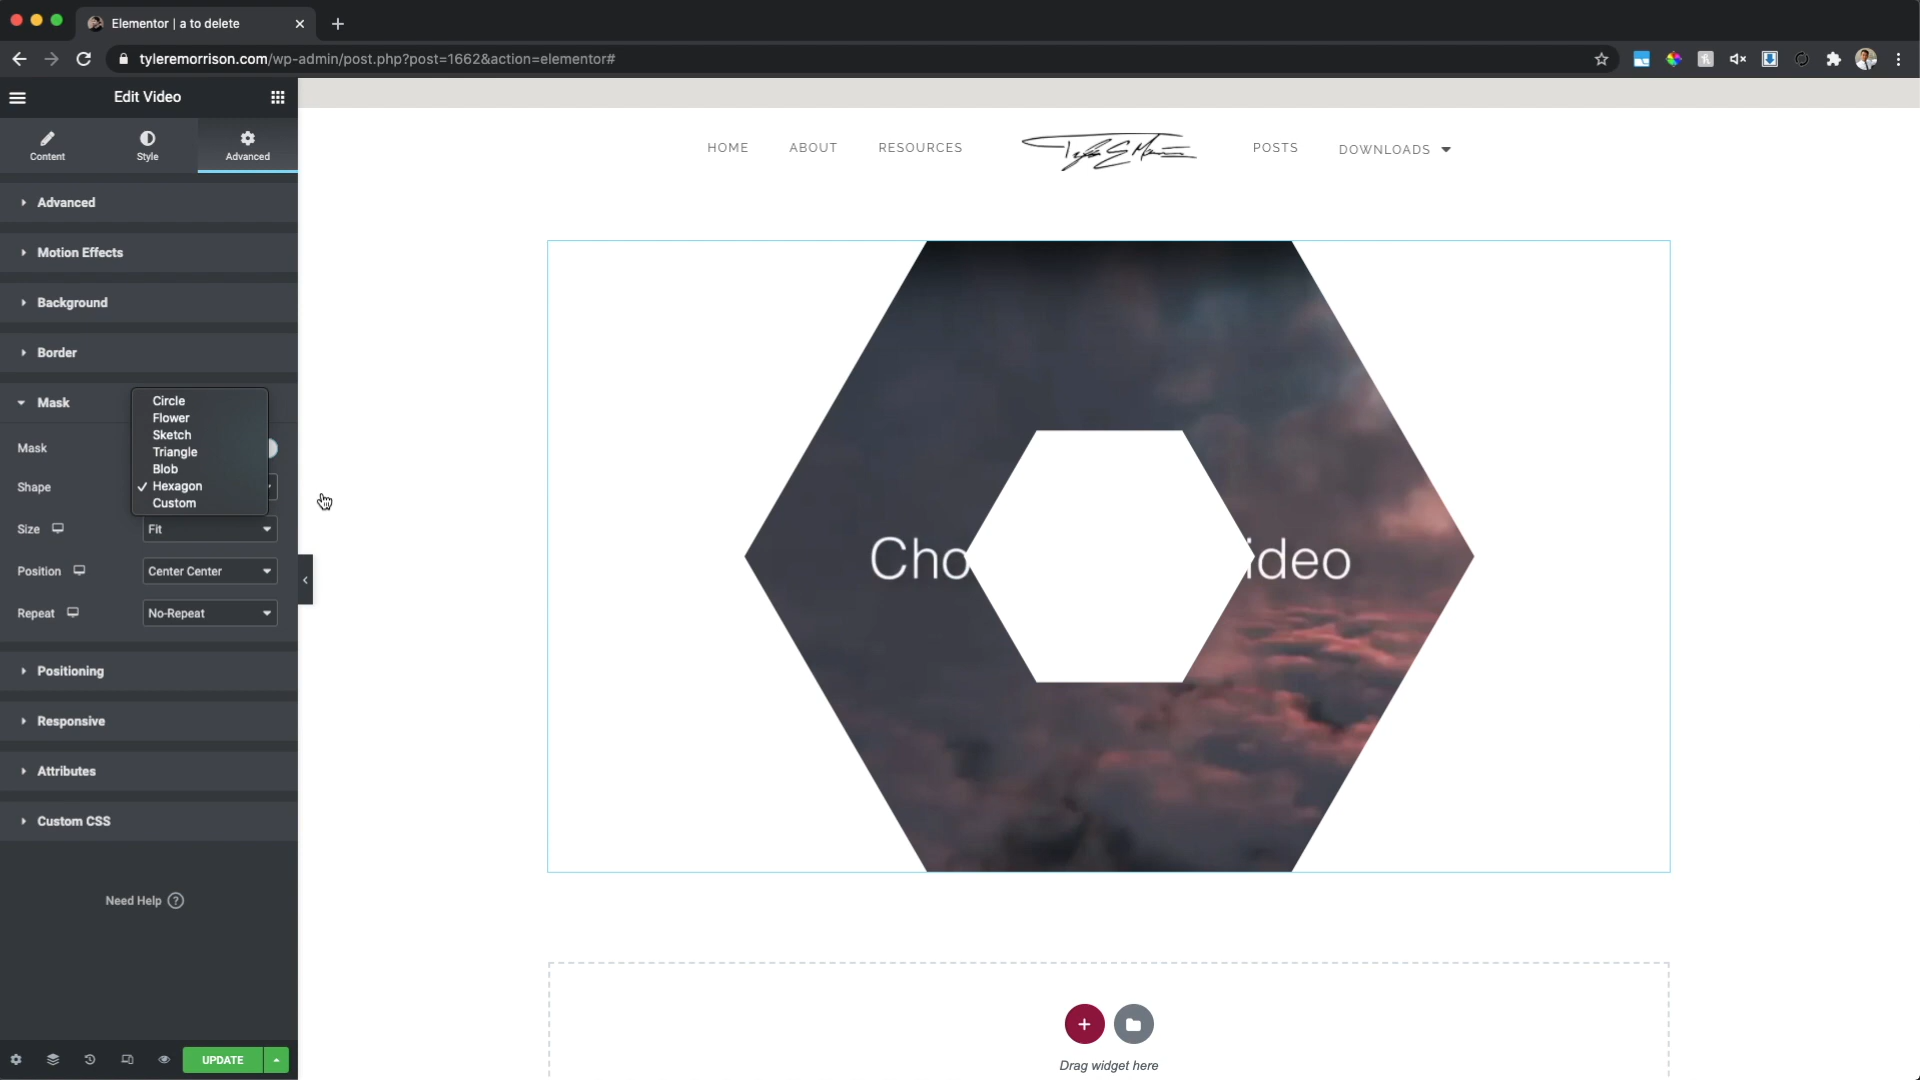 Elementor | a to delete
tyleremorrison.com/wp-admin/post.php?post=1662&action=elementor#
Edit Video
Content
Style
Advanced
Advanced
Motion Effects
Background
Border
Mask
Mask
Shape
Circle
Flower
Sketch
Triangle
Blob
✓ Hexagon
Custom
Size
Fit
Position
Center Center
Repeat
No-Repeat
Positioning
Responsive
Attributes
Custom CSS
Need Help ?
UPDATE
HOME
ABOUT
RESOURCES
POSTS
DOWNLOADS
Cho
ideo
+
Drag widget here